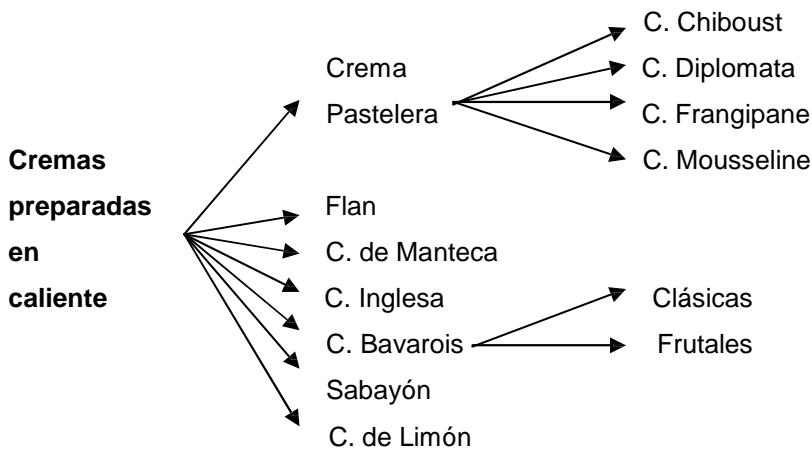 Cremas
preparadas
en
caliente
Crema
Pastelera
C. Chiboust
C. Diplomata
C. Frangipane
C. Mousseline
Flan
C. de Manteca
C. Inglesa
C. Bavarois
Clásicas
Frutales
Sabayón
C. de Limón